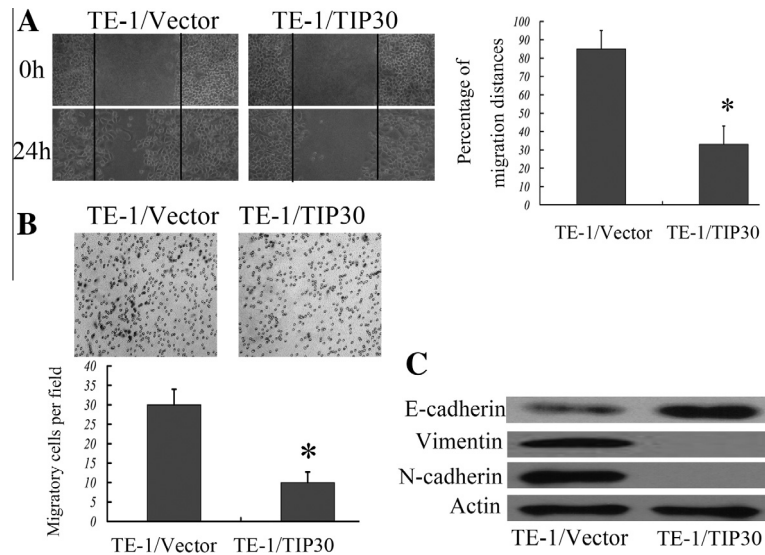 A
TE-1/Vector TE-1/TIP30
0h
24h
Percentage of
migration distances
100
90
80
70
60
50
40
30
20
10
0
*
TE-1/Vector TE-1/TIP30
B
TE-1/Vector TE-1/TIP30
Migratory cells per field
40
35
30
25
20
15
10
5
0
*
TE-1/Vector TE-1/TIP30
C
E-cadherin
Vimentin
N-cadherin
Actin
TE-1/Vector TE-1/TIP30